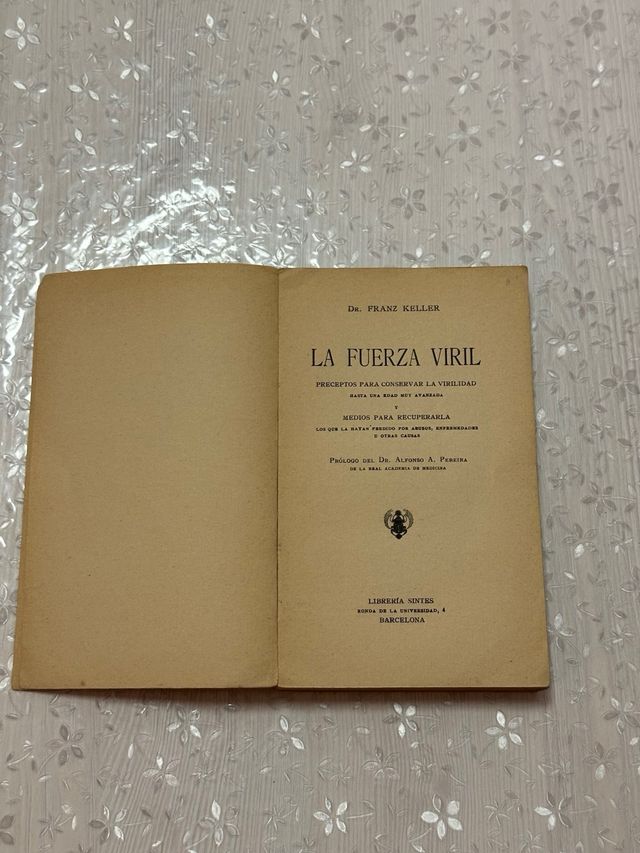 Dr. FRANZ KELLER
LA FUERZA VIRIL
PRECEPTOS PARA CONSERVAR LA VIRILIDAD
HASTA UNA EDAD MUY AVANZADA
Y
MEDIOS PARA RECUPERARLA
LOS QUE LA HAYAN PERDIDO POR ABUSOS, ENFERMEDADES
U OTRAS CAUSAS
Prólogo del Dr. Alfonso A. Pereira
DE LA REAL ACADEMIA DE MEDICINA
LIBRERÍA SINTES
RONDA DE LA UNIVERSIDAD, 4
BARCELONA